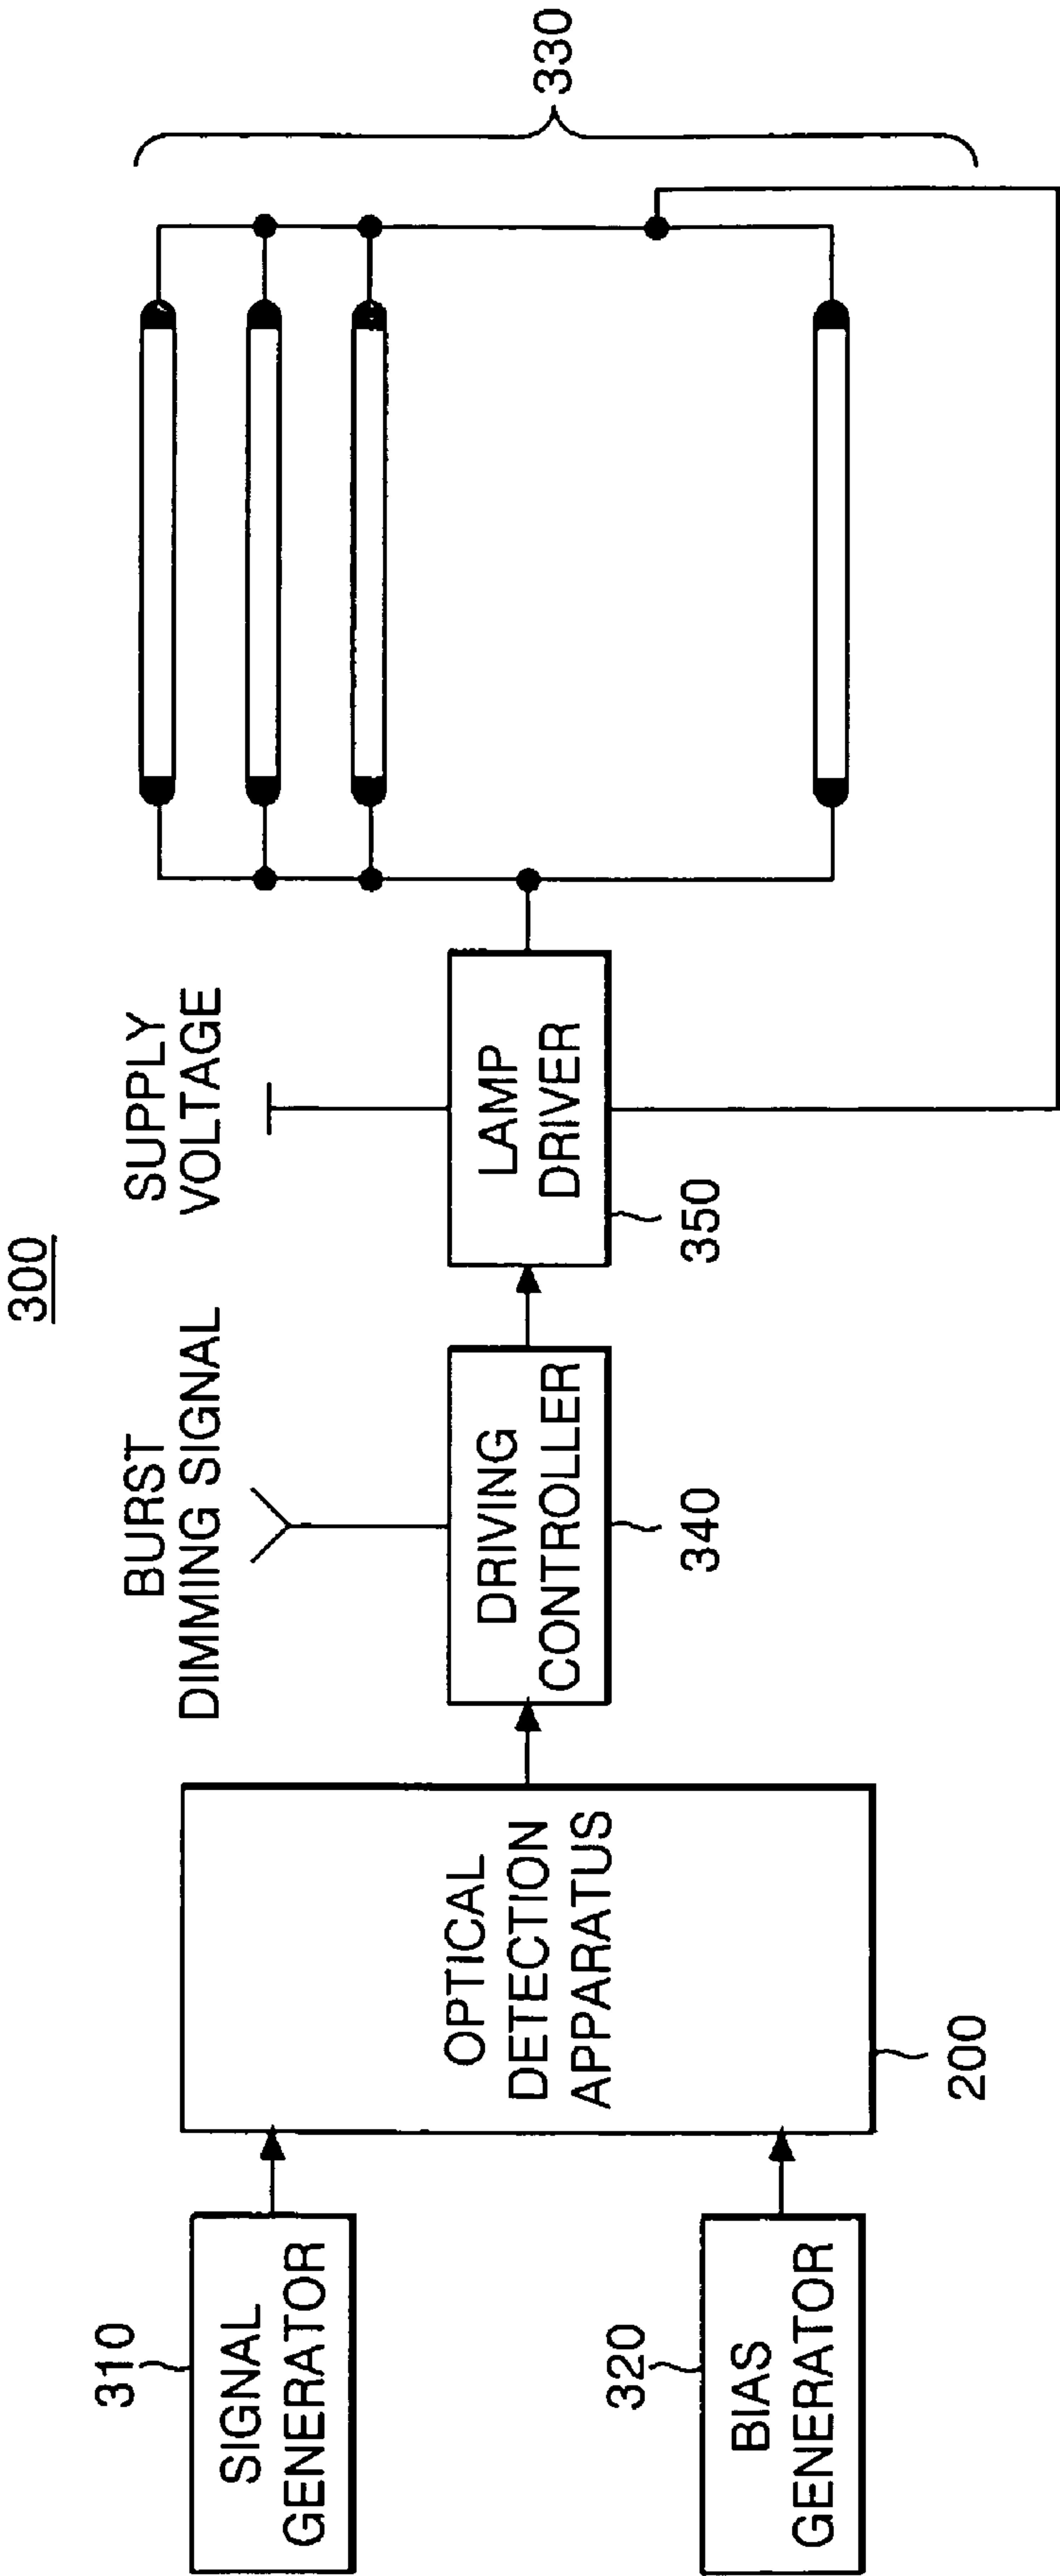 300
SIGNAL
GENERATOR
310
BIAS
GENERATOR
320
OPTICAL
DETECTION
APPARATUS
200
BURST
DIMMING SIGNAL
DRIVING
CONTROLLER
340
SUPPLY
VOLTAGE
LAMP
DRIVER
350
330